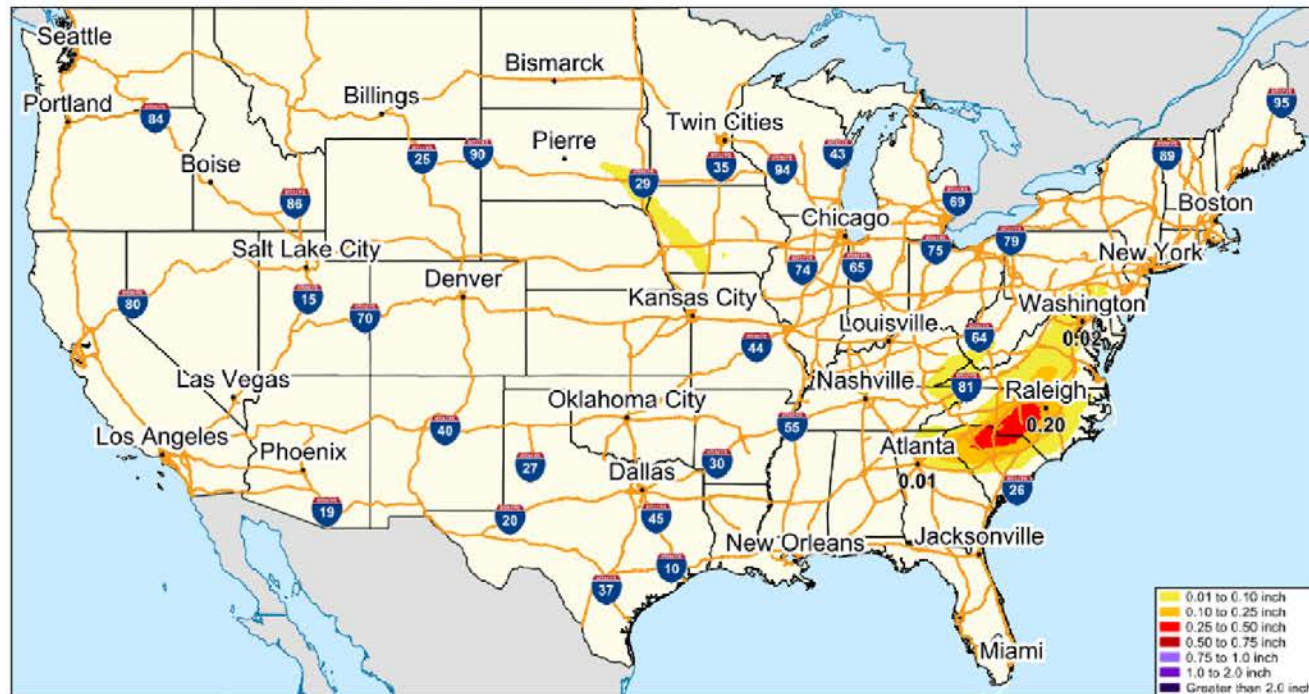 Seattle
Portland
84
Boise
86
Billings
25
90
Bismarck
Pierre
29
Twin Cities
35
94
43
69
89
95
Boston
Chicago
79
New York
75
74
65
Salt Lake City
15
80
70
Denver
Kansas City
Washington
0.02
Louisville
64
44
81
Las Vegas
Nashville
Raleigh
0.20
Oklahoma City
Los Angeles
40
55
Phoenix
27
30
Atlanta
0.01
Dallas
26
19
20
45
New Orleans
Jacksonville
10
37
Miami
0.01 to 0.10 inch
0.10 to 0.25 inch
0.25 to 0.50 inch
0.50 to 0.75 inch
0.75 to 1.0 inch
1.0 to 2.0 inch
Greater than 2.0 inch